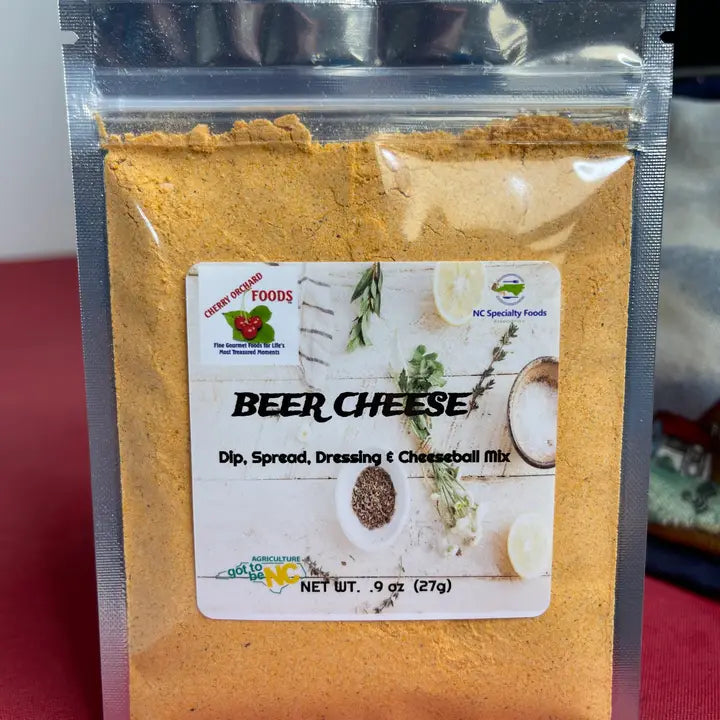 CHERRY ORCHARD
FOODS
Fine Gourmet Foods for Life's
Most Treasured Moments
NC Specialty Foods
BEER CHEESE
Dip, Spread, Dressing & Cheeseball Mix
AGRICULTURE
got to
be NC
NET WT. .9 oz (27g)